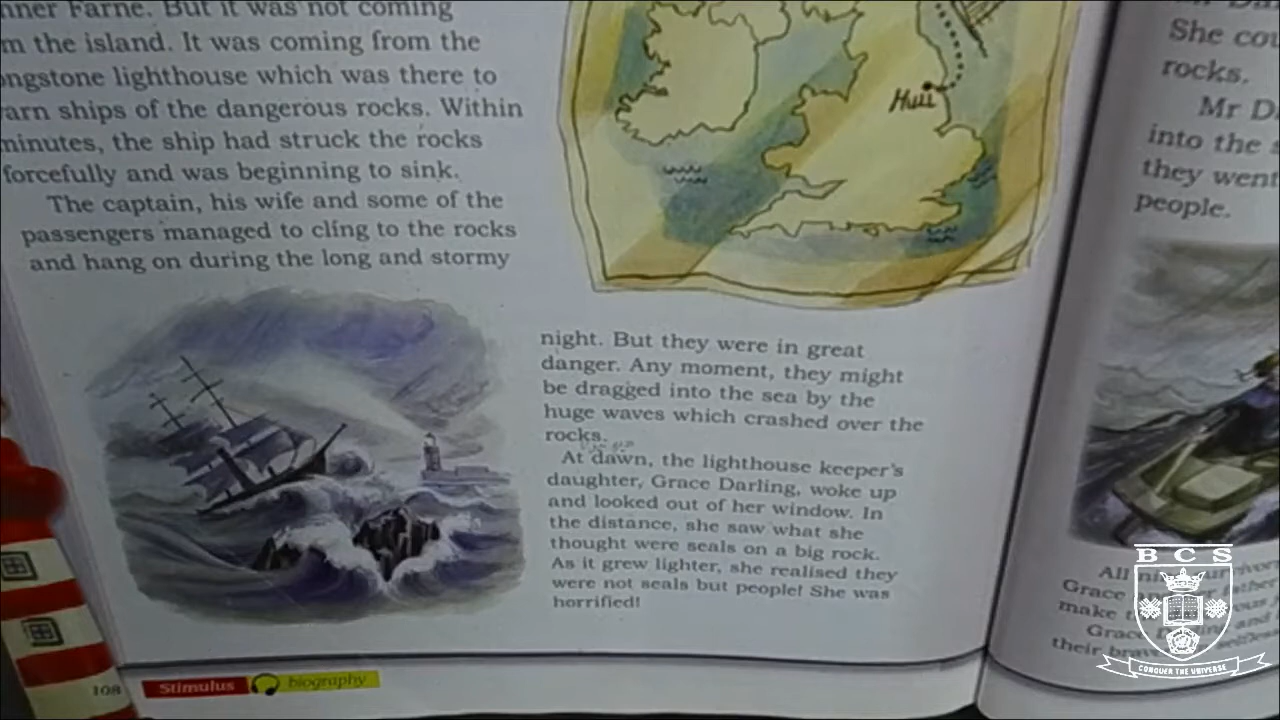 nner Farne. But it was not coming
m the island. It was coming from the
ongstone lighthouse which was there to
arn ships of the dangerous rocks. Within
minutes, the ship had struck the rocks
forcefully and was beginning to sink.
The captain, his wife and some of the
passengers managed to cling to the rocks
and hang on during the long and stormy
Hull
night. But they were in great
danger. Any moment, they might
be dragged into the sea by the
huge waves which crashed over the
rocks.
At dawn, the lighthouse keeper's
daughter, Grace Darling, woke up
and looked out of her window. In
the distance, she saw what she
thought were seals on a big rock.
As it grew lighter, she realised they
were not seals but people! She was
horrified!
108
Stimulus biography
She cou
rocks.
Mr D
into the s
they went
people.
All
Grace
make
Grace
their
BCS
CONQUER THE UNIVERSE